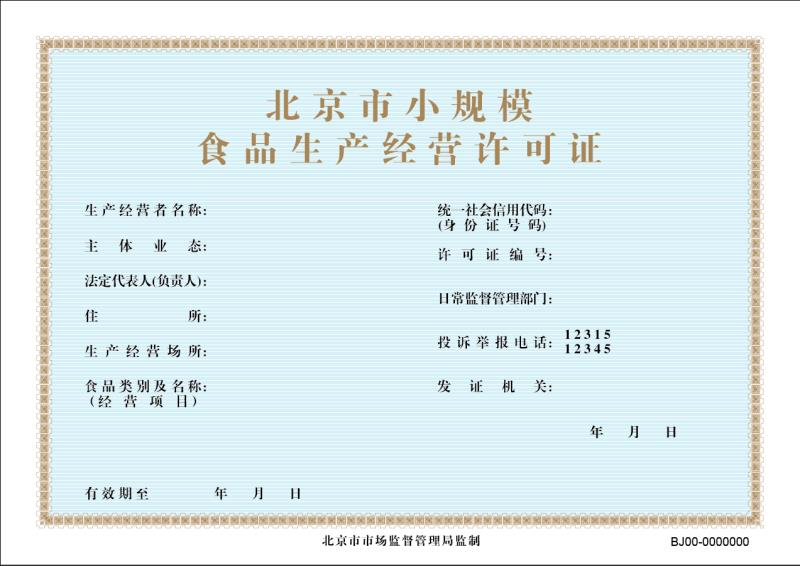 北京市小规模
食品生产经营许可证
生产经营者名称：
主体业态：
法定代表人(负责人)：
住所：
生产经营场所：
食品类别及名称：
（经营项目）
有效期至 年 月 日
统一社会信用代码：
(身份证号码)
许可证编号：
日常监督管理部门：
投诉举报电话： 12315
12345
发证机关：
年 月 日
北京市市场监督管理局监制
BJ00-0000000